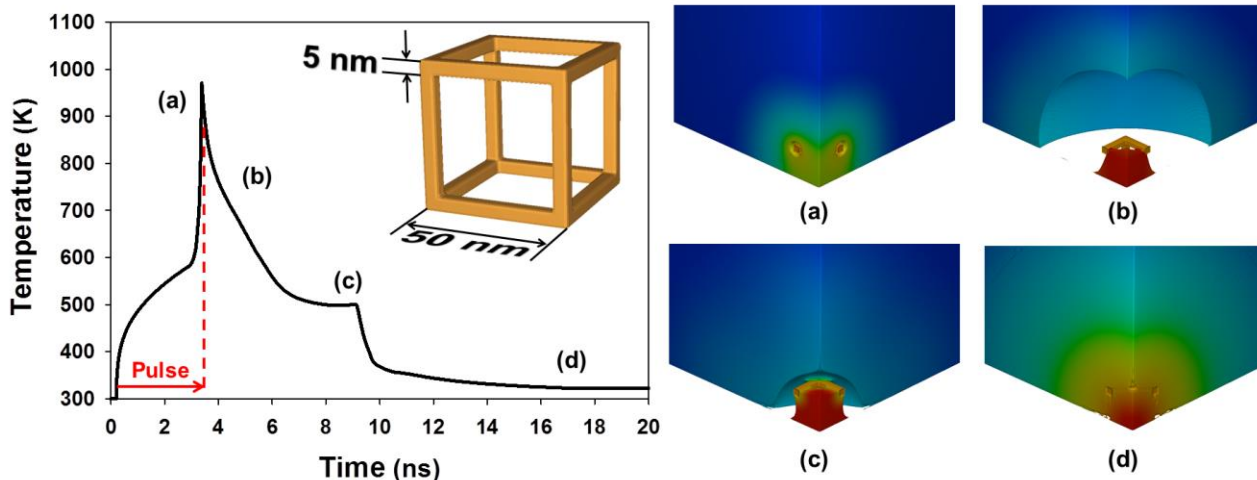 Temperature (K)
1100
1000
900
800
700
600
500
400
300
0
2
4
6
8
10
12
14
16
18
20
Time (ns)
Pulse
(a)
(b)
(c)
(d)
5 nm
50 nm
(a)
(b)
(c)
(d)